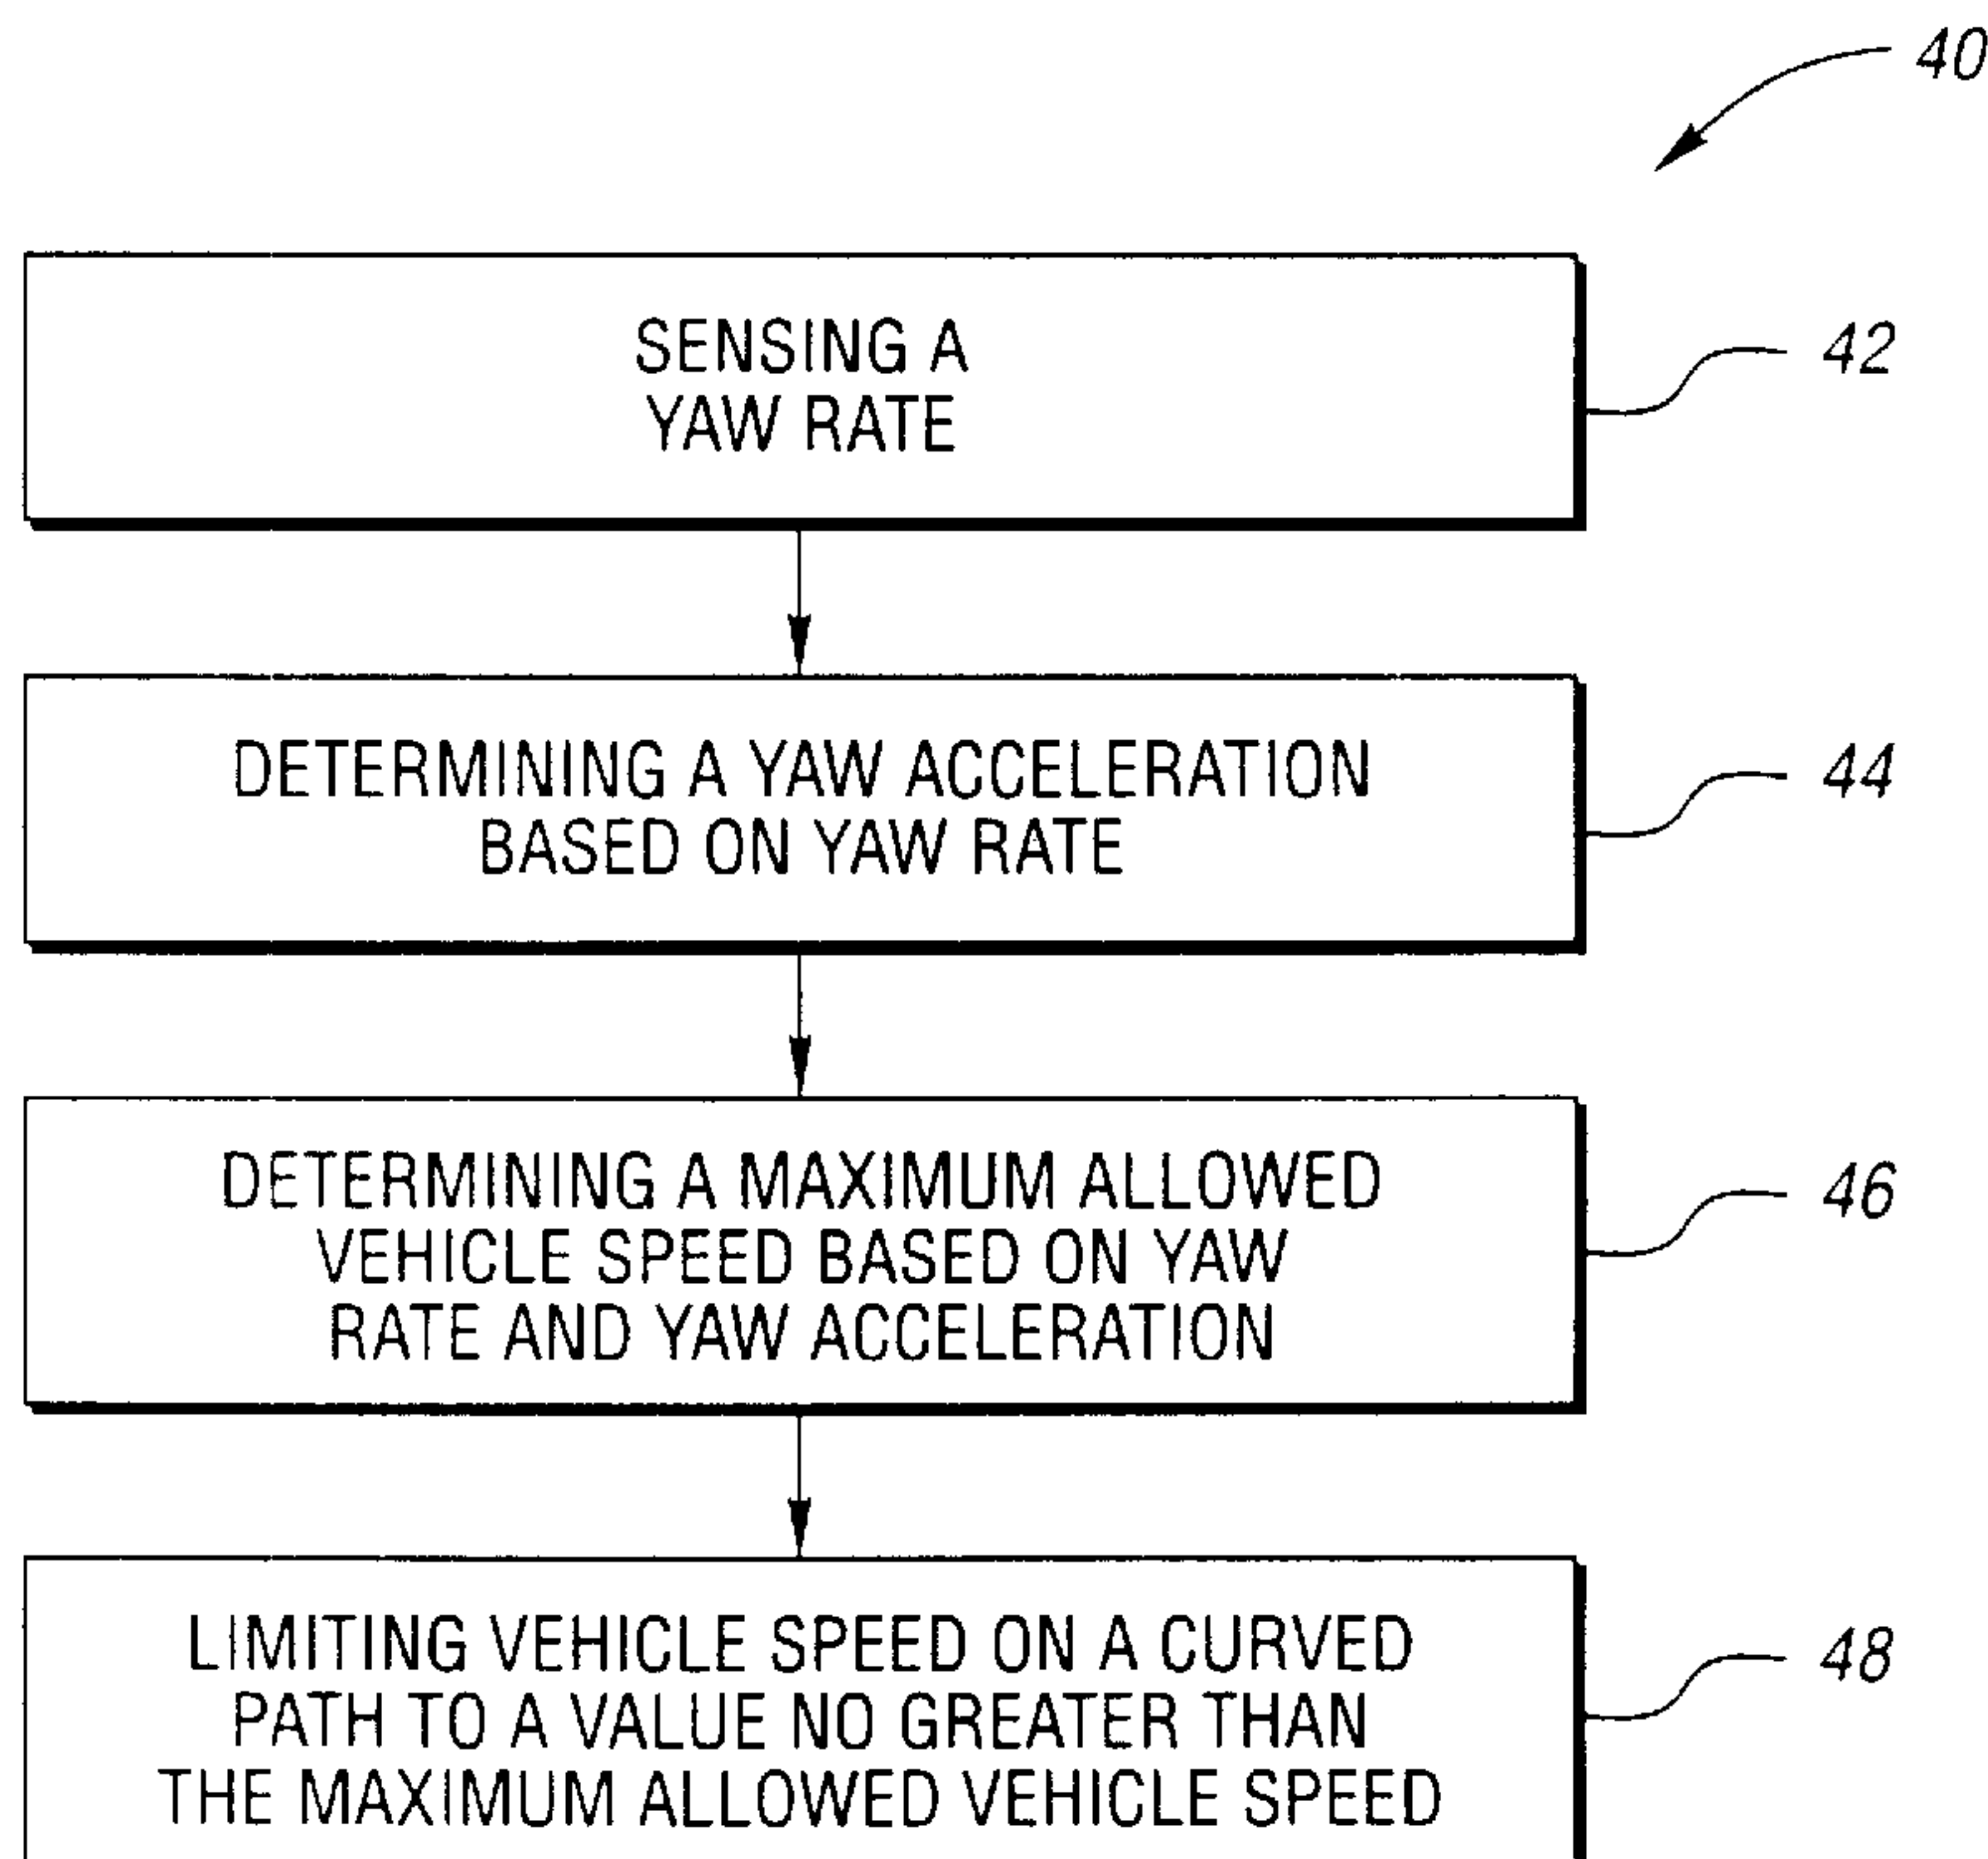 40
SENSING A
YAW RATE
42
DETERMINING A YAW ACCELERATION
BASED ON YAW RATE
44
DETERMINING A MAXIMUM ALLOWED
VEHICLE SPEED BASED ON YAW
RATE AND YAW ACCELERATION
46
LIMITING VEHICLE SPEED ON A CURVED
PATH TO A VALUE NO GREATER THAN
THE MAXIMUM ALLOWED VEHICLE SPEED
48